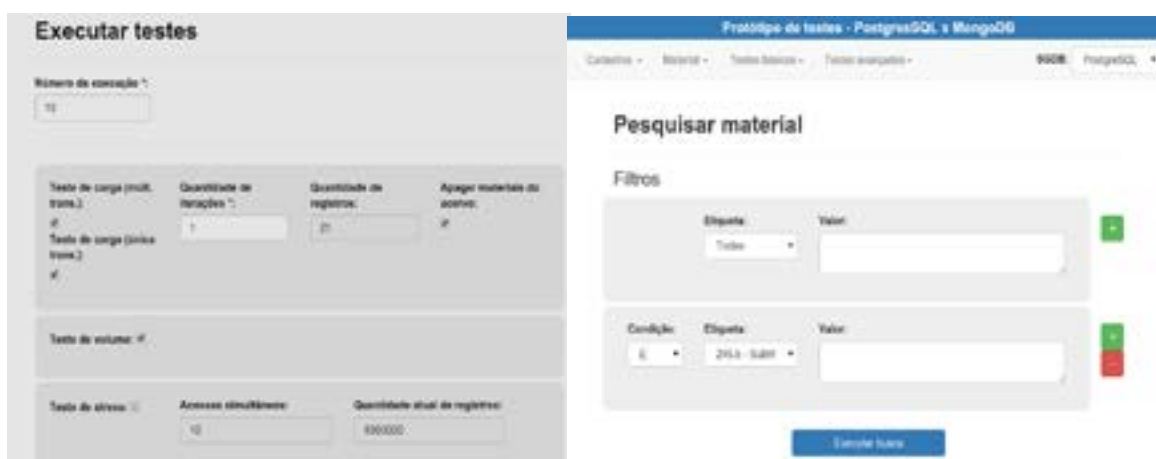 Executar testes
Número de execução *:
10
Teste de carga (mult. trans.):
Teste de carga (única trans.):
Quantidade de iterações *:
1
Quantidade de registros:
21
Apagar materiais do acervo:
Teste de volume:
Teste de stress:
Acessos simultâneos:
10
Quantidade atual de registros:
Protótipo de testes - PostgresSQL x MongoDB
Cadastros
Material
Testes básicos
Testes avançados
SGDB:
PostgreSQL
Pesquisar material
Filtros
Etiqueta:
Valor:
Todas
+
Condição:
Etiqueta:
Valor:
E
+
-
Executar busca